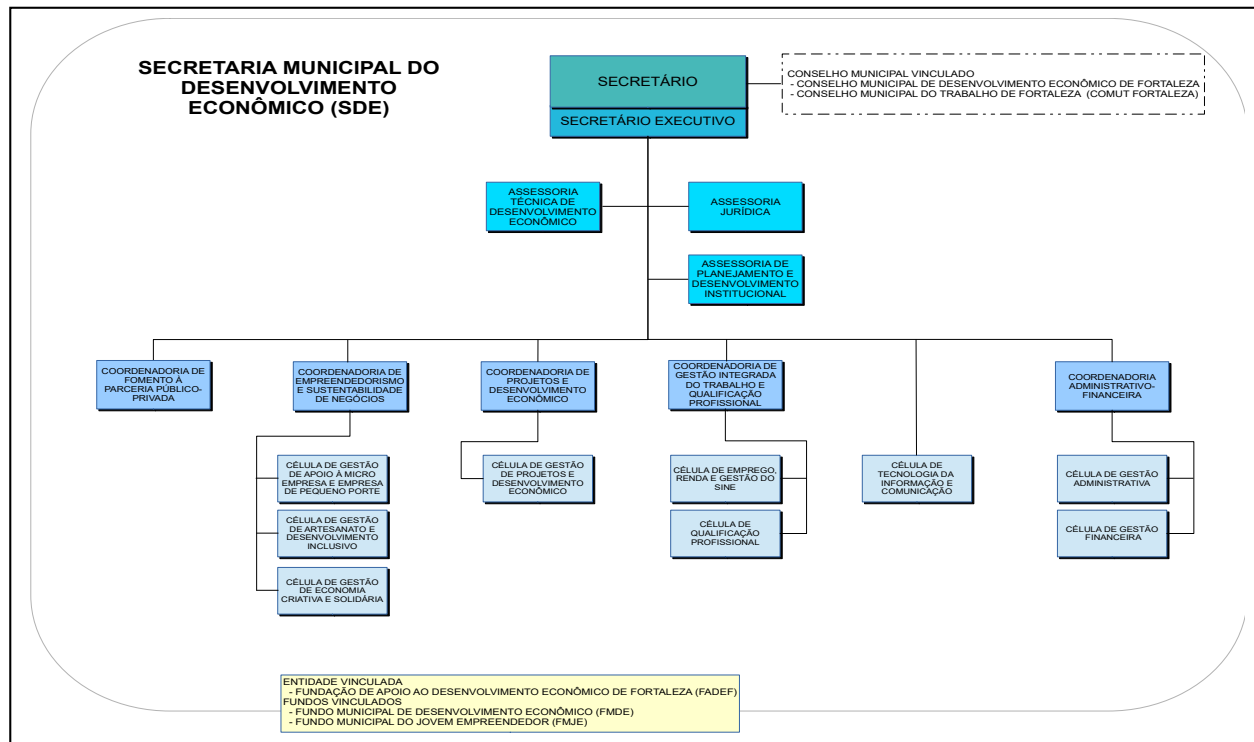 SECRETARIA MUNICIPAL DO
DESENVOLVIMENTO
ECONÔMICO (SDE)
SECRETÁRIO
SECRETÁRIO EXECUTIVO
CONSELHO MUNICIPAL VINCULADO
- CONSELHO MUNICIPAL DE DESENVOLVIMENTO ECONÔMICO DE FORTALEZA
- CONSELHO MUNICIPAL DO TRABALHO DE FORTALEZA (COMUT FORTALEZA)
ASSESSORIA
TÉCNICA DE
DESENVOLVIMENTO
ECONÔMICO
ASSESSORIA
JURÍDICA
ASSESSORIA DE
PLANEJAMENTO E
DESENVOLVIMENTO
INSTITUCIONAL
COORDENADORIA DE
FOMENTO À
PARCERIA PÚBLICO-
PRIVADA
COORDENADORIA DE
EMPREENDEDORISMO
E SUSTENTABILIDADE
DE NEGÓCIOS
COORDENADORIA DE
PROJETOS E
DESENVOLVIMENTO
ECONÔMICO
COORDENADORIA DE
GESTÃO INTEGRADA
DO TRABALHO E
QUALIFICAÇÃO
PROFISSIONAL
COORDENADORIA
ADMINISTRATIVO-
FINANCEIRA
CÉLULA DE GESTÃO
DE APOIO À MICRO
EMPRESA E EMPRESA
DE PEQUENO PORTE
CÉLULA DE GESTÃO
DE PROJETOS E
DESENVOLVIMENTO
ECONÔMICO
CÉLULA DE EMPREGO,
RENDA E GESTÃO DO
SINE
CÉLULA DE
TECNOLOGIA DA
INFORMAÇÃO E
COMUNICAÇÃO
CÉLULA DE GESTÃO
ADMINISTRATIVA
CÉLULA DE GESTÃO
DE ARTESANATO E
DESENVOLVIMENTO
INCLUSIVO
CÉLULA DE
QUALIFICAÇÃO
PROFISSIONAL
CÉLULA DE GESTÃO
FINANCEIRA
CÉLULA DE GESTÃO
DE ECONOMIA
CRIATIVA E SOLIDÁRIA
ENTIDADE VINCULADA
- FUNDAÇÃO DE APOIO AO DESENVOLVIMENTO ECONÔMICO DE FORTALEZA (FADEF)
FUNDOS VINCULADOS
- FUNDO MUNICIPAL DE DESENVOLVIMENTO ECONÔMICO (FMDE)
- FUNDO MUNICIPAL DO JOVEM EMPREENDEDOR (FMJE)